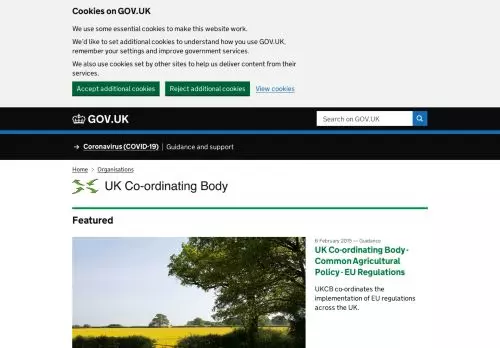 Cookies on GOV.UK
We use some essential cookies to make this website work.
We'd like to set additional cookies to understand how you use GOV.UK,
remember your settings and improve government services.
We also use cookies set by other sites to help us deliver content from their
services.
Accept additional cookies Reject additional cookies View cookies
GOV.UK Search on GOV.UK
→ Coronavirus (COVID-19) | Guidance and support
Home > Organisations
UK Co-ordinating Body
Featured
6 February 2015 — Guidance
UK Co-ordinating Body -
Common Agricultural
Policy - EU Regulations
UKCB co-ordinates the
implementation of EU regulations
across the UK.